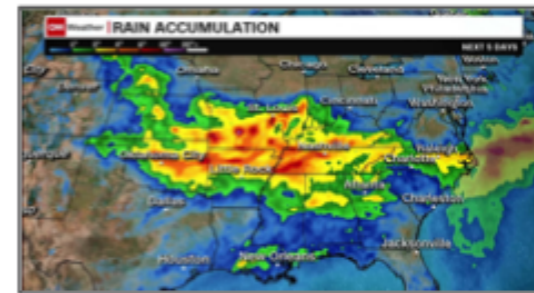 CNN Weather RAIN ACCUMULATION
NEXT 5 DAYS
Omaha Chicago Cleveland
Denver New York
Philadelphia
St. Louis Cincinnati Washington
Nashville Raleigh
Oklahoma City Charlotte
Little Rock
Atlanta
Dallas Charleston
Jacksonville
Houston New Orleans